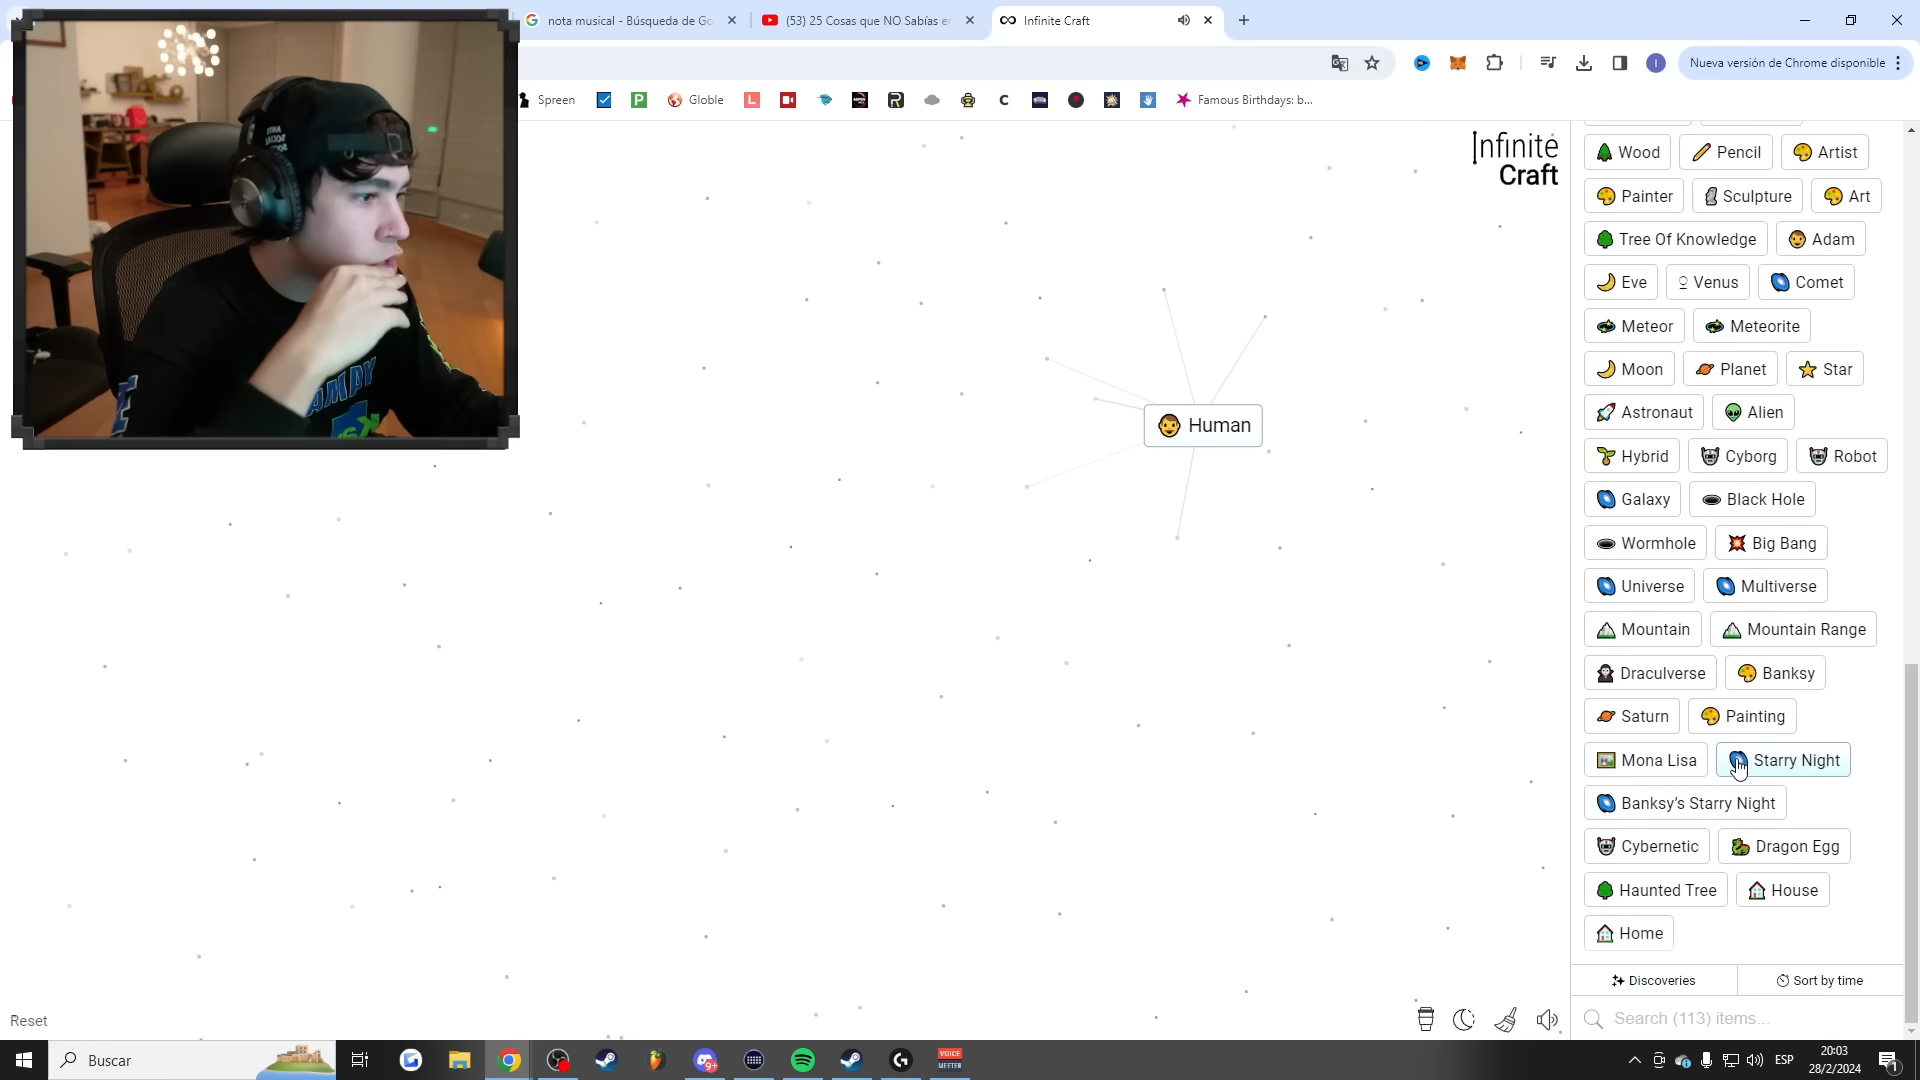 nota musical - Búsqueda de Go
(53) 25 Cosas que NO Sabías e
Infinite Craft
Nueva versión de Chrome disponible
Spreen
Globle
Famous Birthdays: b...
Infinite
Craft
Wood
Pencil
Artist
Painter
Sculpture
Art
Tree Of Knowledge
Adam
Eve
Venus
Comet
Meteor
Meteorite
Moon
Planet
Star
Human
Astronaut
Alien
Hybrid
Cyborg
Robot
Galaxy
Black Hole
Wormhole
Big Bang
Universe
Multiverse
Mountain
Mountain Range
Draculverse
Banksy
Saturn
Painting
Mona Lisa
Starry Night
Banksy’s Starry Night
Cybernetic
Dragon Egg
Haunted Tree
House
Home
Discoveries
Sort by time
Reset
Search (113) items...
Buscar
9+
VOICE
MEETER
ESP
20:03
28/2/2024
1